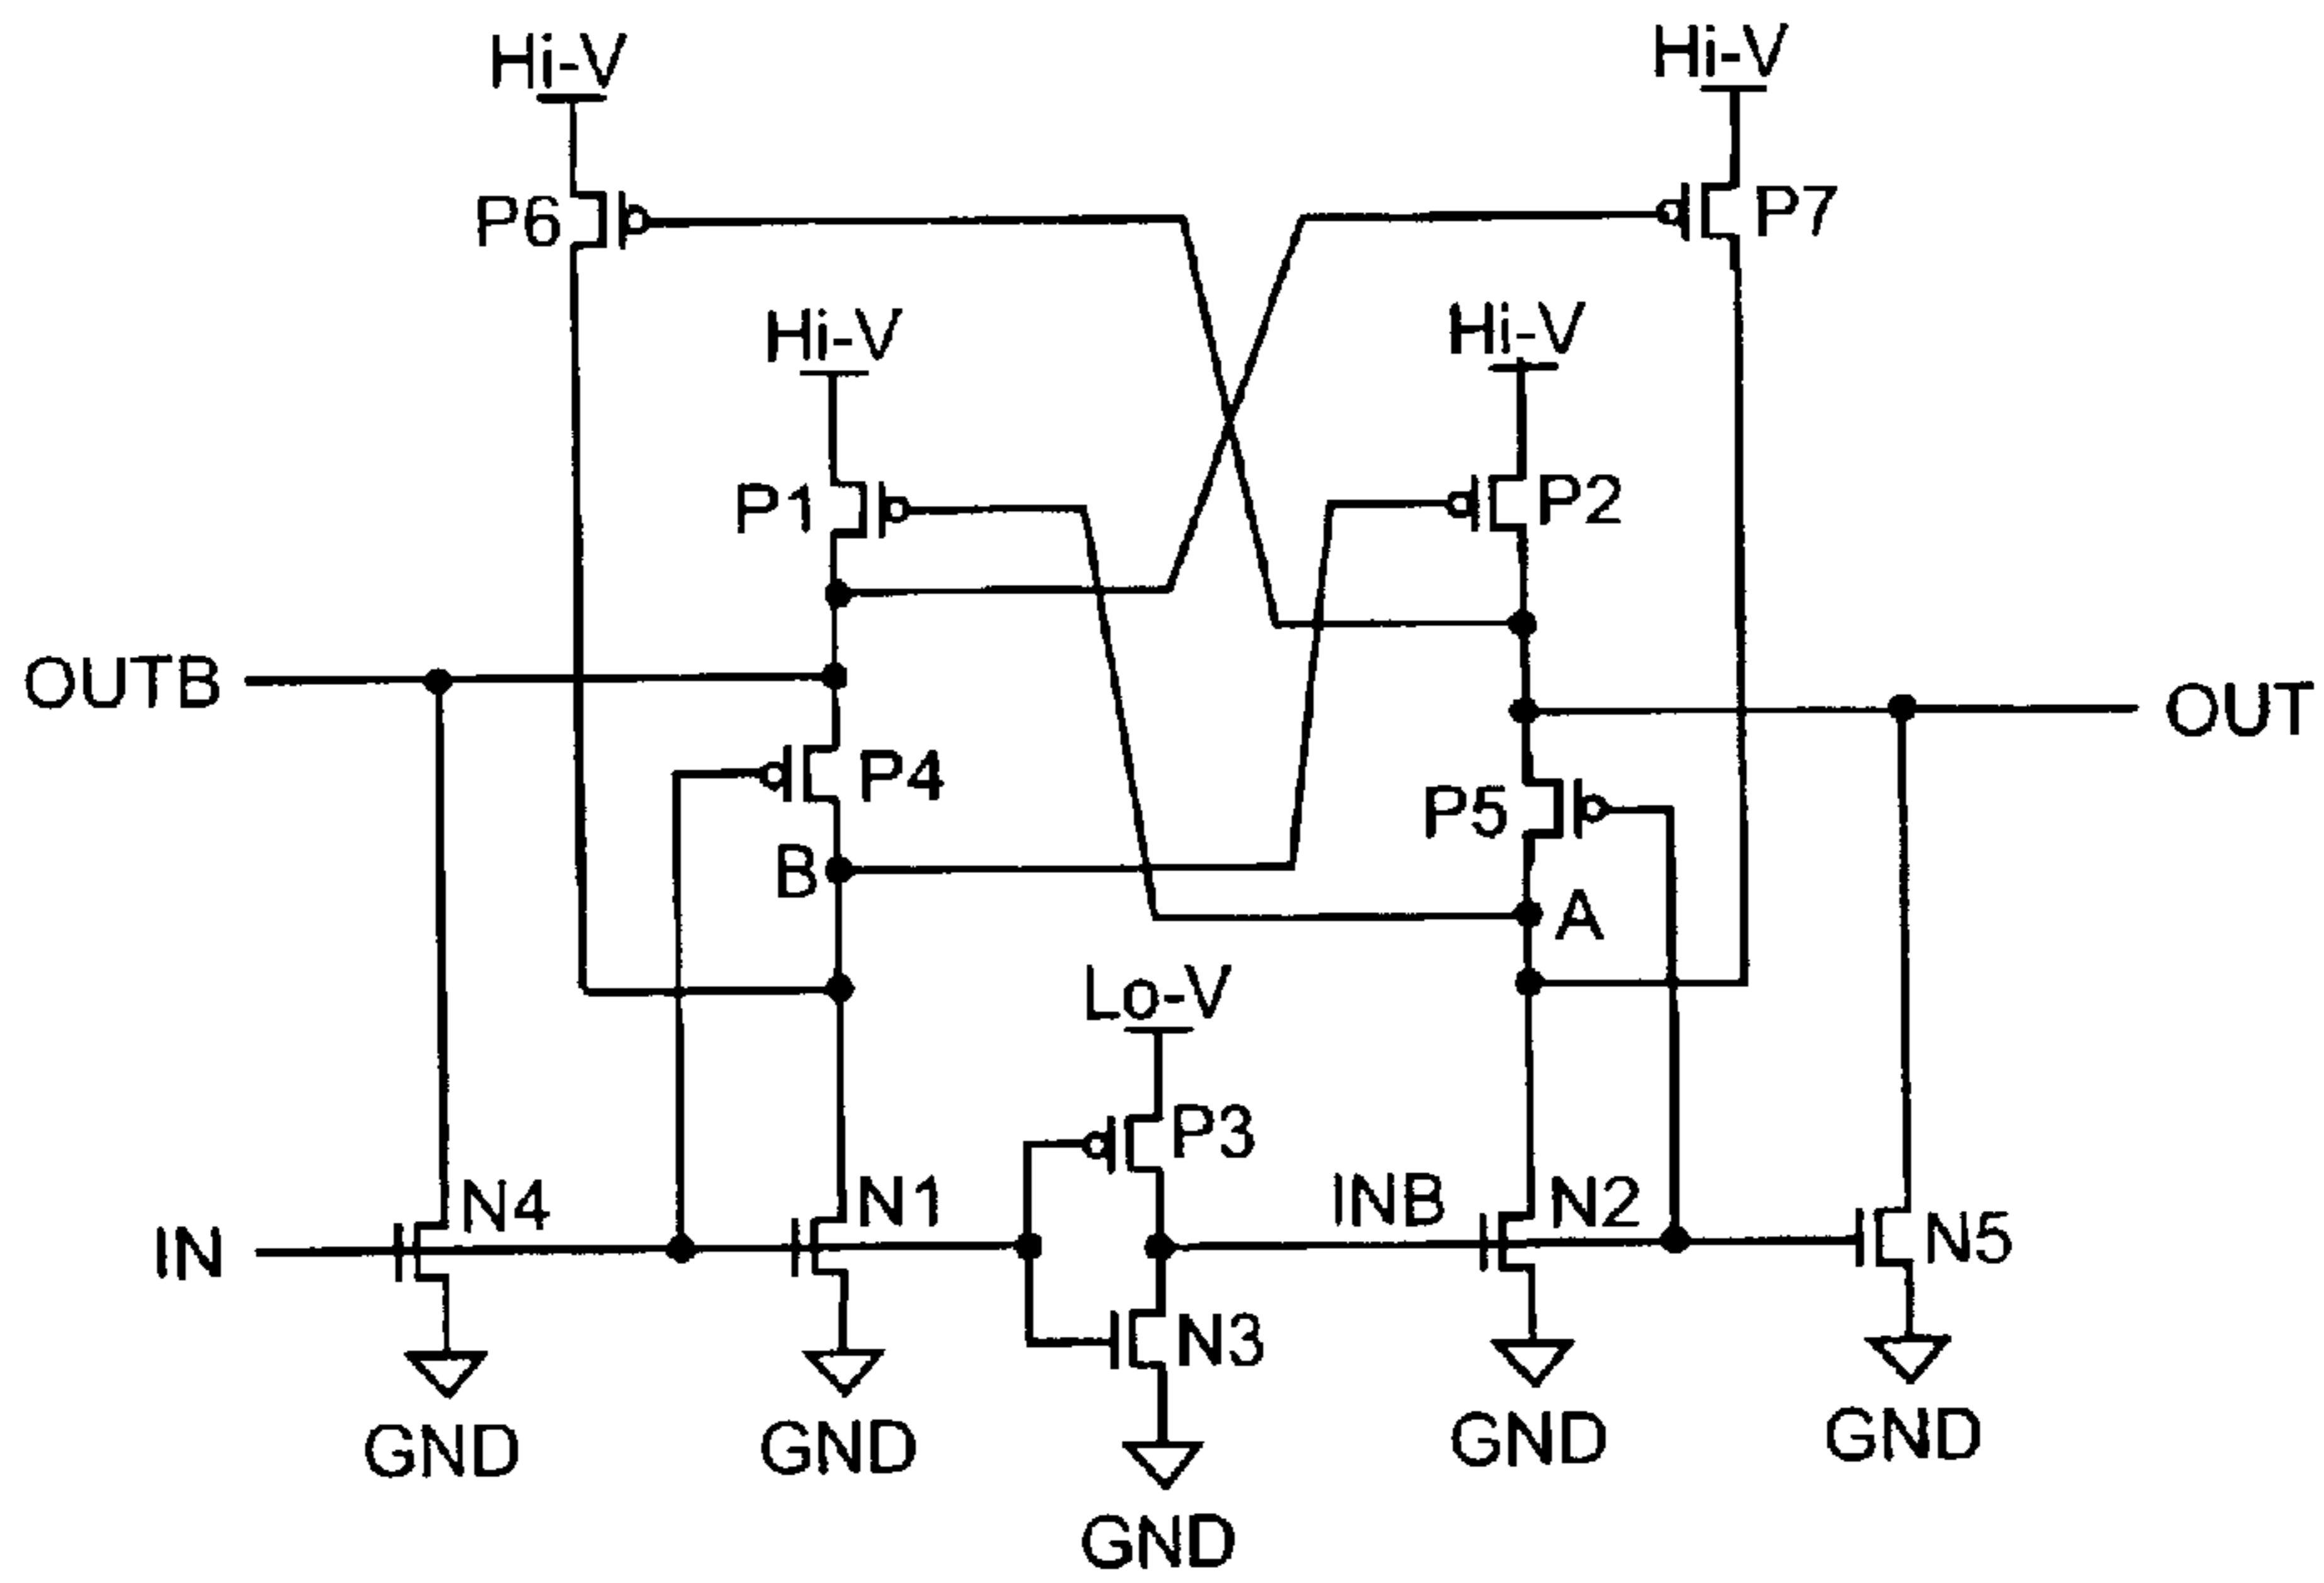 Hi-V
Hi-V
P6
P7
Hi-V
Hi-V
P1
P2
OUTB
OUT
P4
P5
B
A
Lo-V
P3
IN
N4
N1
INB
N2
N5
N3
GND
GND
GND
GND
GND